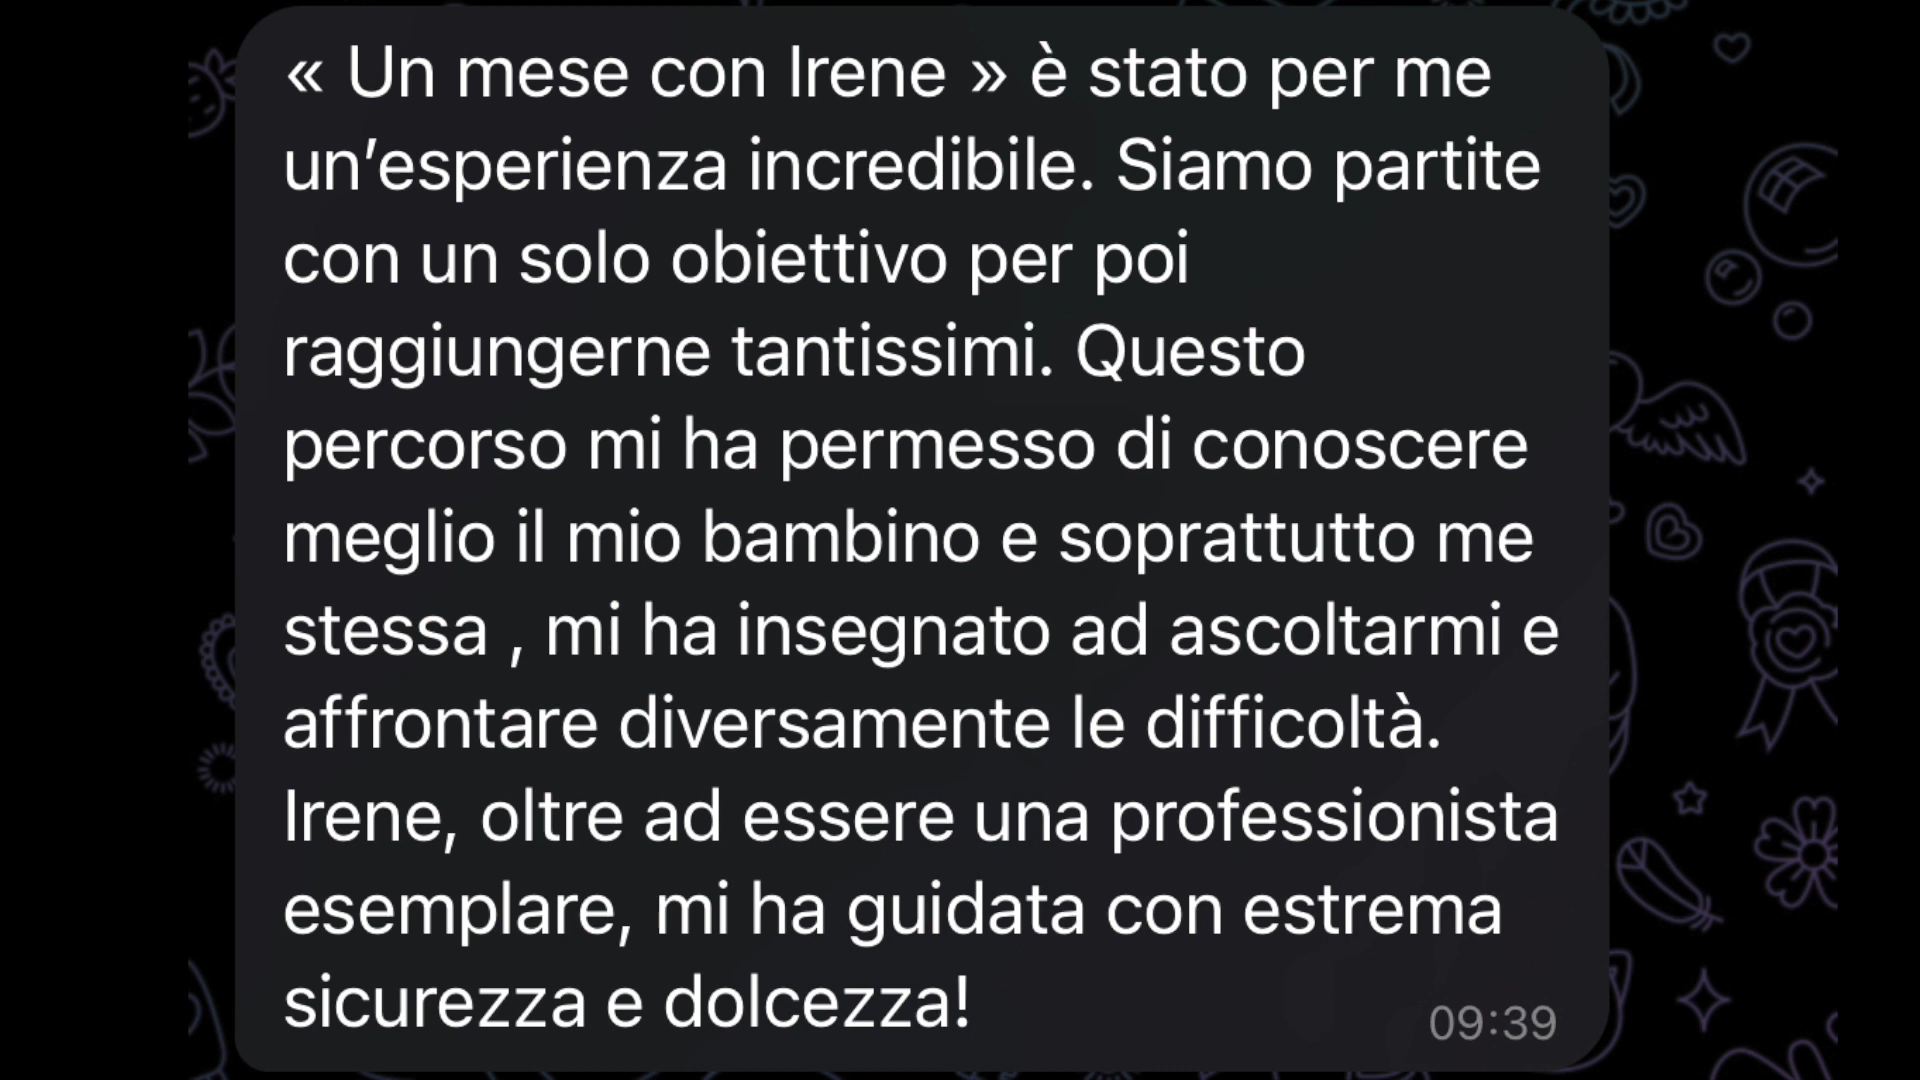 « Un mese con Irene » è stato per me
un’esperienza incredibile. Siamo partite
con un solo obiettivo per poi
raggiungerne tantissimi. Questo
percorso mi ha permesso di conoscere
meglio il mio bambino e soprattutto me
stessa , mi ha insegnato ad ascoltarmi e
affrontare diversamente le difficoltà.
Irene, oltre ad essere una professionista
esemplare, mi ha guidata con estrema
sicurezza e dolcezza!
09:39